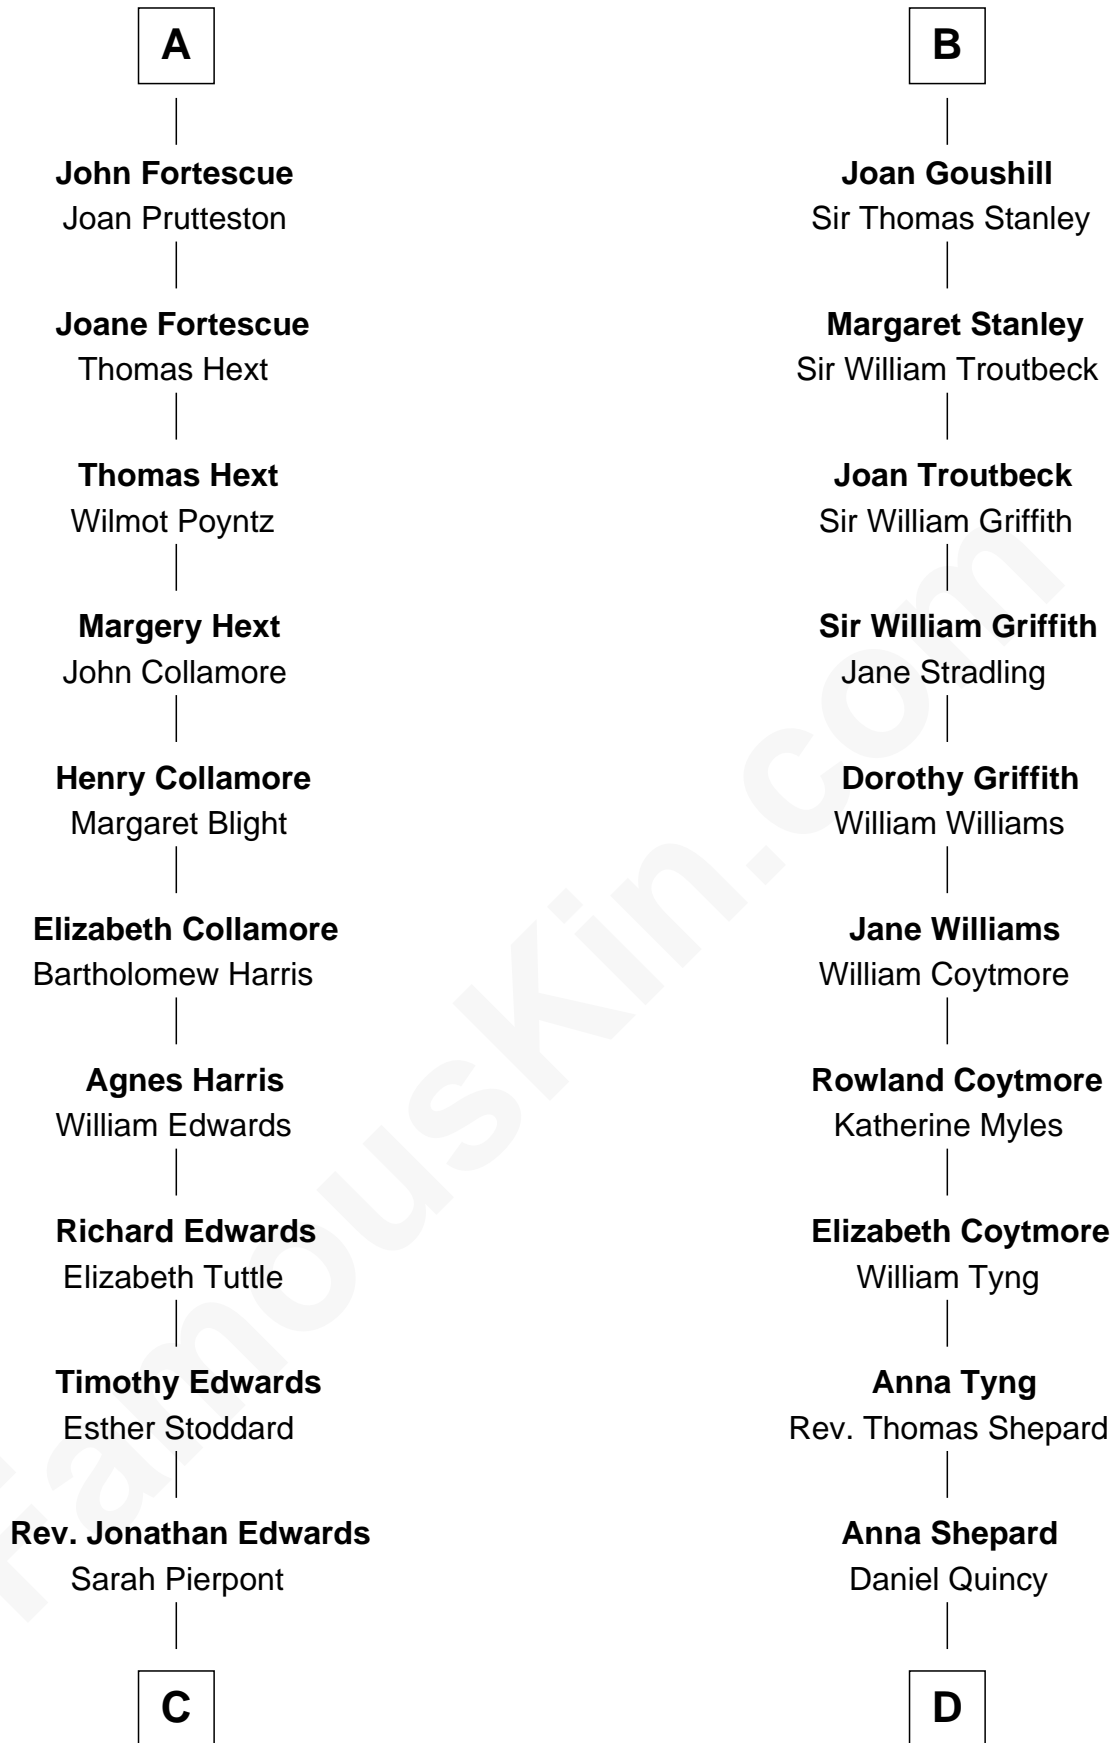 A
John Fortescue
Joan Prutteston
Joane Fortescue
Thomas Hext
Thomas Hext
Wilmot Poyntz
Margery Hext
John Collamore
Henry Collamore
Margaret Blight
Elizabeth Collamore
Bartholomew Harris
Agnes Harris
William Edwards
Richard Edwards
Elizabeth Tuttle
Timothy Edwards
Esther Stoddard
Rev. Jonathan Edwards
Sarah Pierpont
C
B
Joan Goushill
Sir Thomas Stanley
Margaret Stanley
Sir William Troutbeck
Joan Troutbeck
Sir William Griffith
Sir William Griffith
Jane Stradling
Dorothy Griffith
William Williams
Jane Williams
William Coytmore
Rowland Coytmore
Katherine Myles
Elizabeth Coytmore
William Tyng
Anna Tyng
Rev. Thomas Shepard
Anna Shepard
Daniel Quincy
D
FamousKin.com